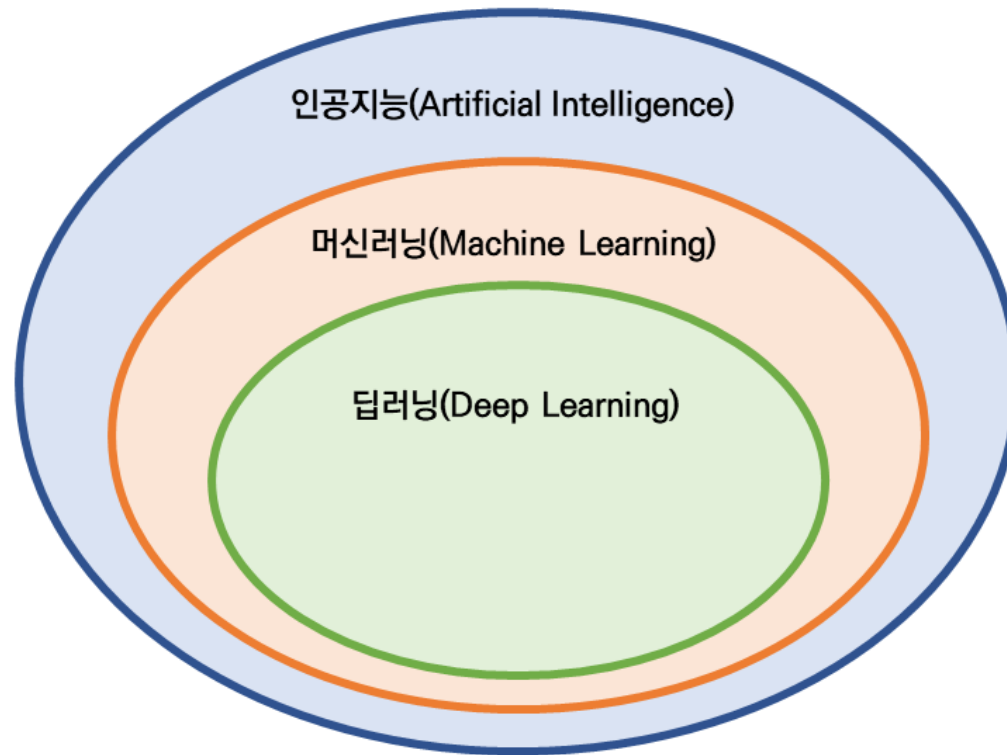 인공지능(Artificial Intelligence)
머신러닝(Machine Learning)
딥러닝(Deep Learning)